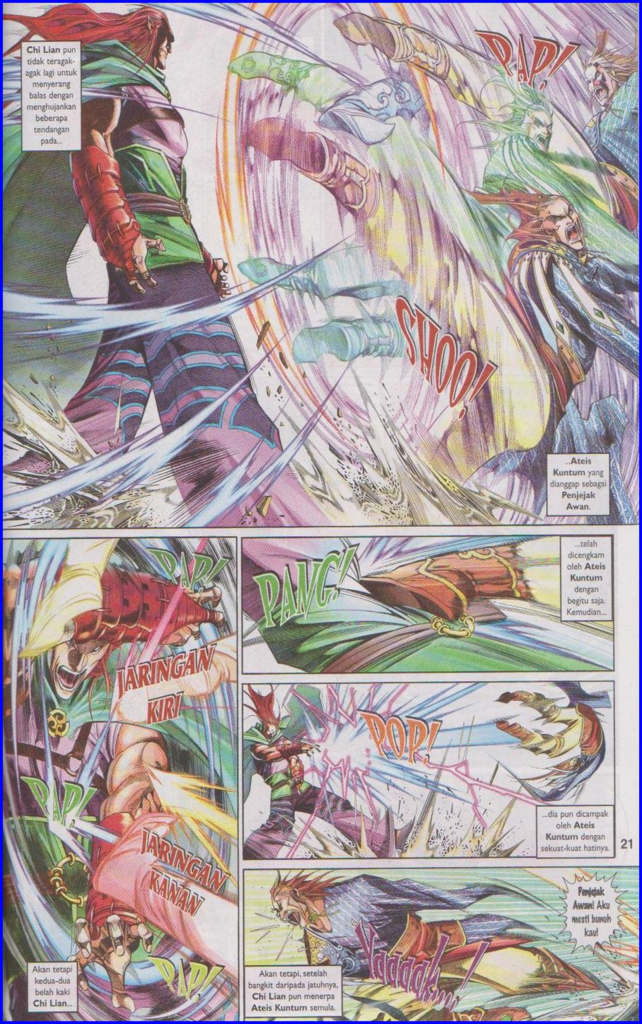 Chi Lian pun
tidak teragak-
agak lagi untuk
menyerang
balas dengan
menghujankan
beberapa
tendangan
pada...
PAP!
SHOO!
...Ateis
Kuntum yang
dianggap sebagai
Penjejak
Awan.
PAP!
JARINGAN
KIRI
PAP!
JARINGAN
KANAN
PAP!
Akan tetapi
kedua-dua
belah kaki
Chi Lian...
PANG!
...telah
dicengkam
oleh Ateis
Kuntum
dengan
begitu saja.
Kemudian...
POP!
...dia pun dicampak
oleh Ateis
Kuntum dengan
sekuat-kuat hatinya.
21
Penjejak
Awan! Aku
mesti bunuh
kau!
Yaaaakh!
Akan tetapi, setelah
bangkit daripada jatuhnya,
Chi Lian pun menerpa
Ateis Kuntum semula.